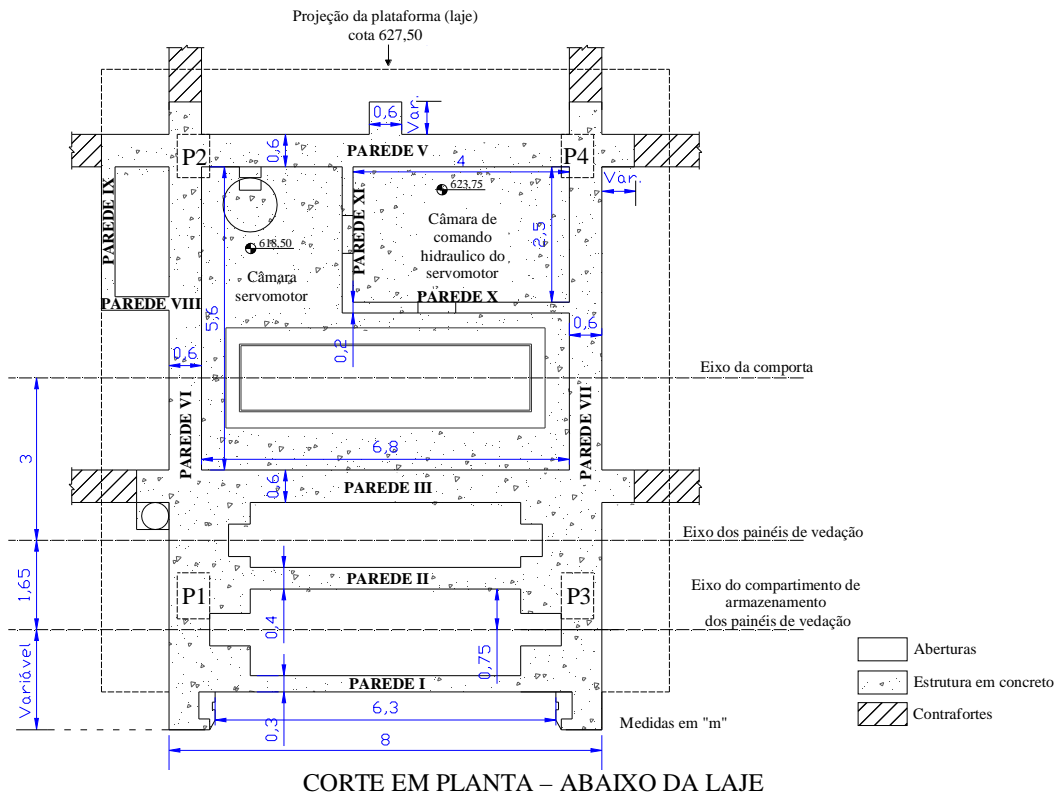 Projeção da plataforma (laje)
cota 627,50
0,6
Var.
P2
0,6
PAREDE V
P4
4
Var.
623,75
PAREDE IX
PAREDE XI
Câmara de
comando
hidraulico do
servomotor
2,5
618,50
Câmara
servomotor
PAREDE VIII
PAREDE X
5,6
0,2
0,6
0,6
Eixo da comporta
PAREDE VI
PAREDE VII
6,8
3
0,6
PAREDE III
Eixo dos painéis de vedação
PAREDE II
1,65
P1
P3
Eixo do compartimento de
armazenamento
dos painéis de vedação
0,4
0,75
Variável
PAREDE I
6,3
0,3
8
Medidas em "m"
Aberturas
Estrutura em concreto
Contrafortes
CORTE EM PLANTA – ABAIXO DA LAJE